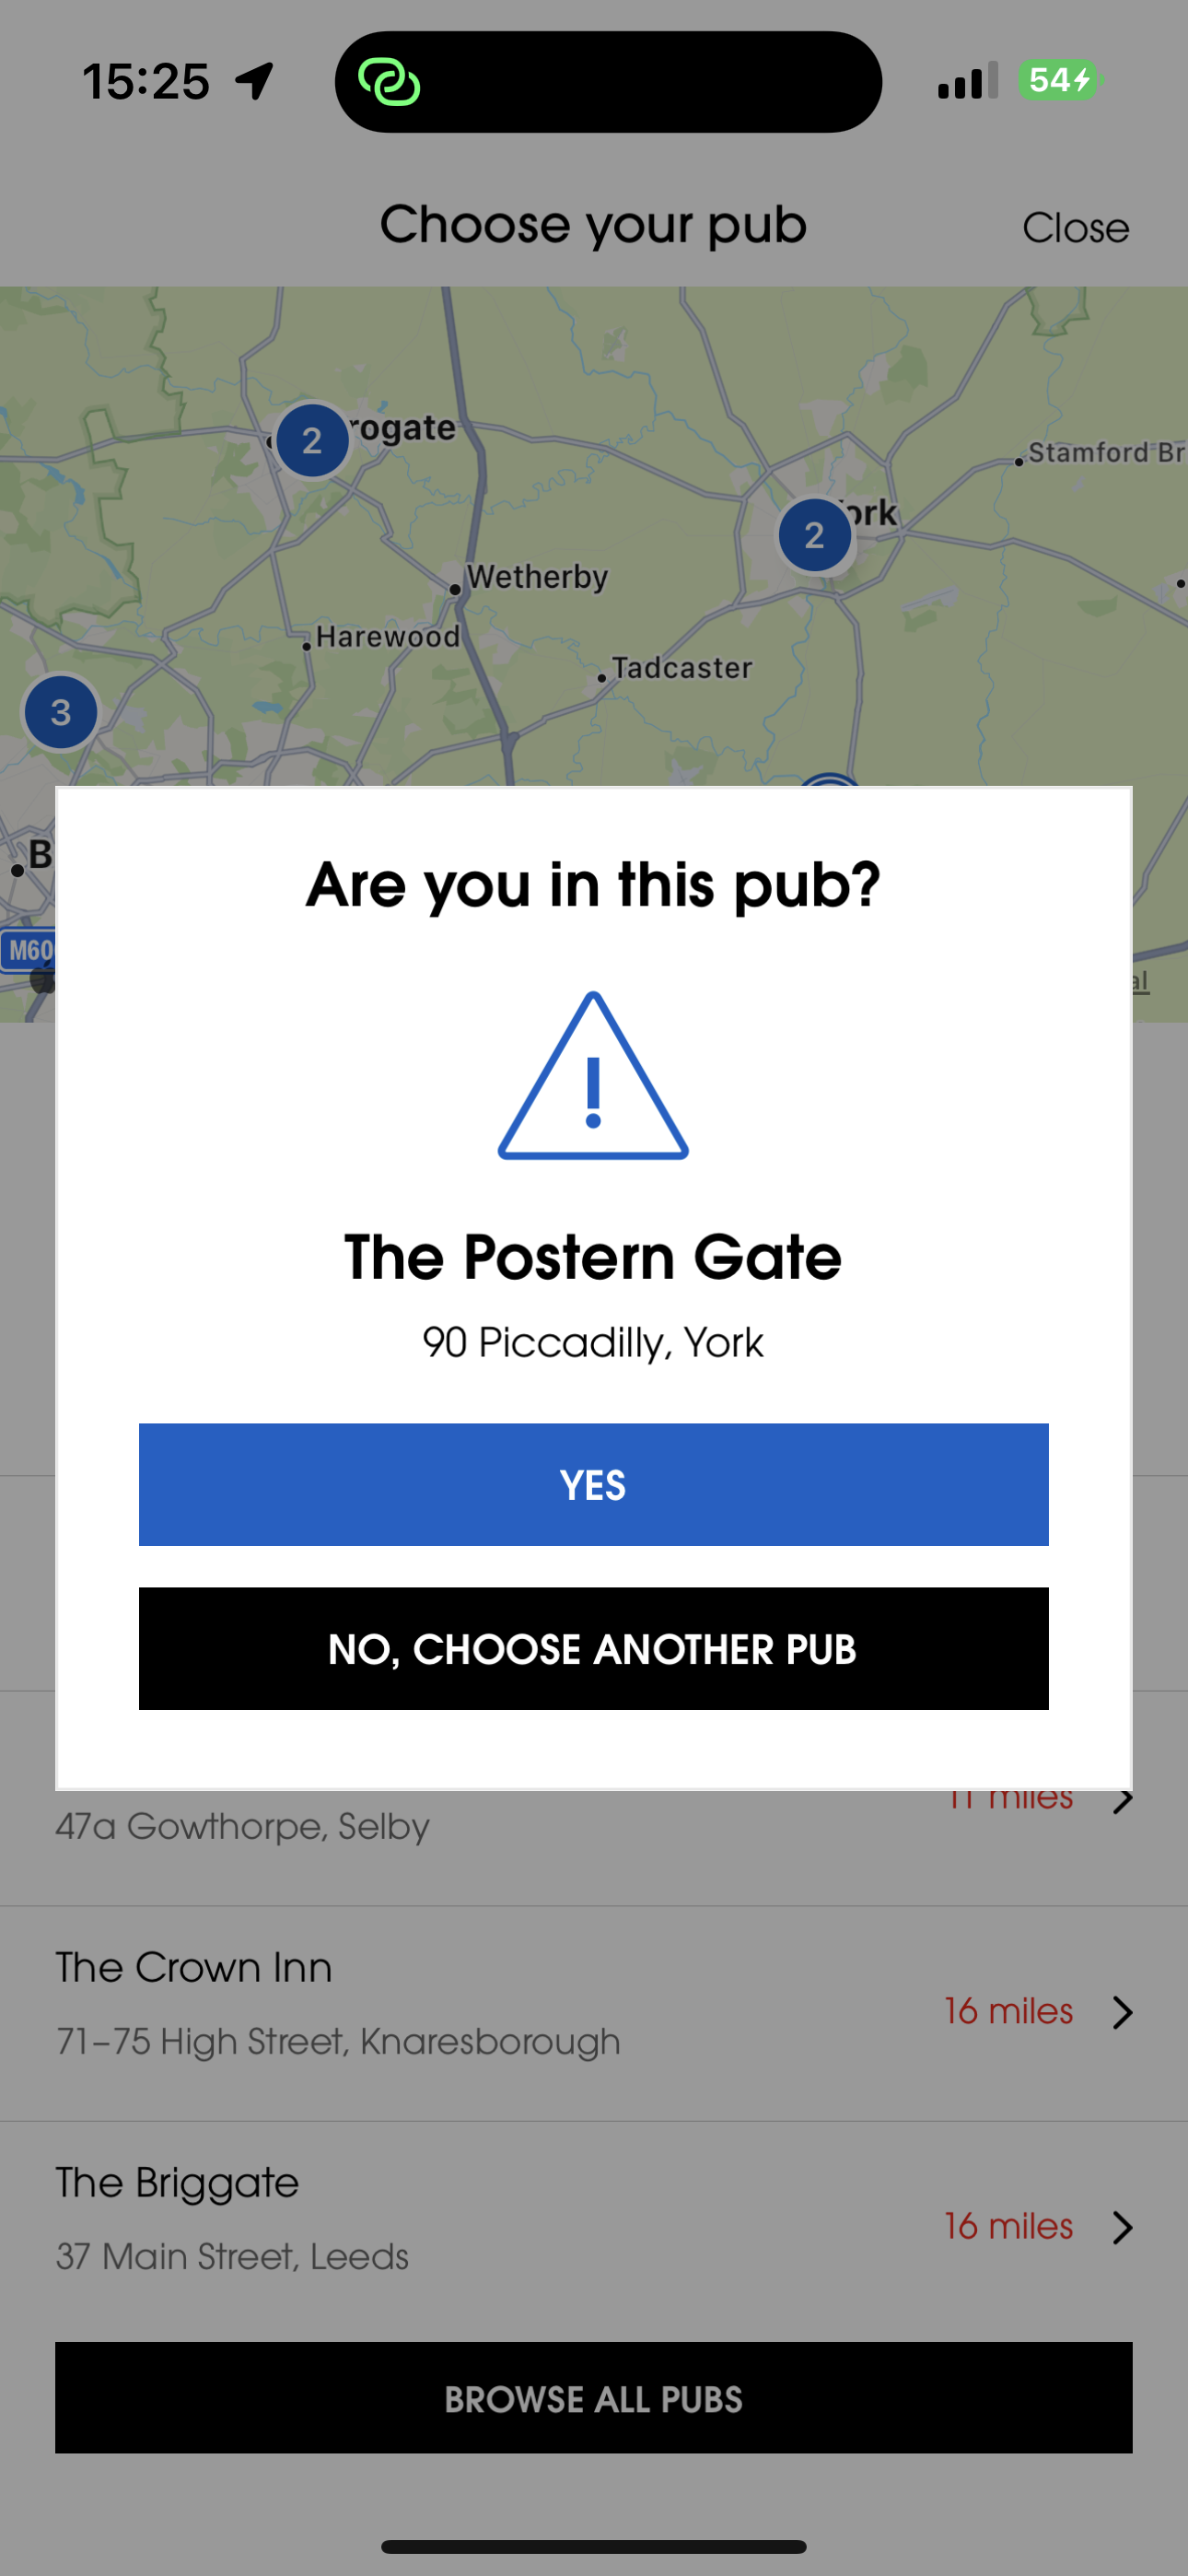 15:25
54
Choose your pub
Close
2
rogate
Stamford Br
2
ork
Wetherby
Harewood
Tadcaster
3
B
M60
al
Are you in this pub?
!
The Postern Gate
90 Piccadilly, York
YES
NO, CHOOSE ANOTHER PUB
11 miles
47a Gowthorpe, Selby
The Crown Inn
16 miles
71–75 High Street, Knaresborough
The Briggate
16 miles
37 Main Street, Leeds
BROWSE ALL PUBS